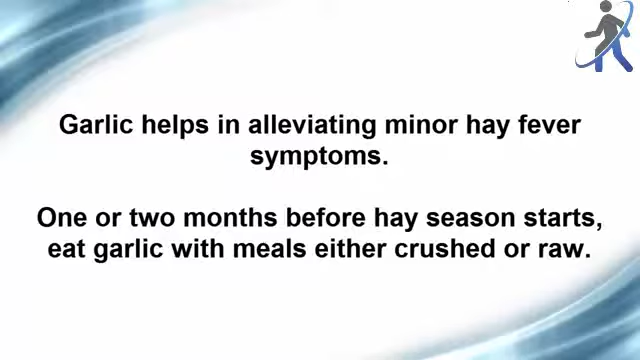 Garlic helps in alleviating minor hay fever
symptoms.
One or two months before hay season starts,
eat garlic with meals either crushed or raw.